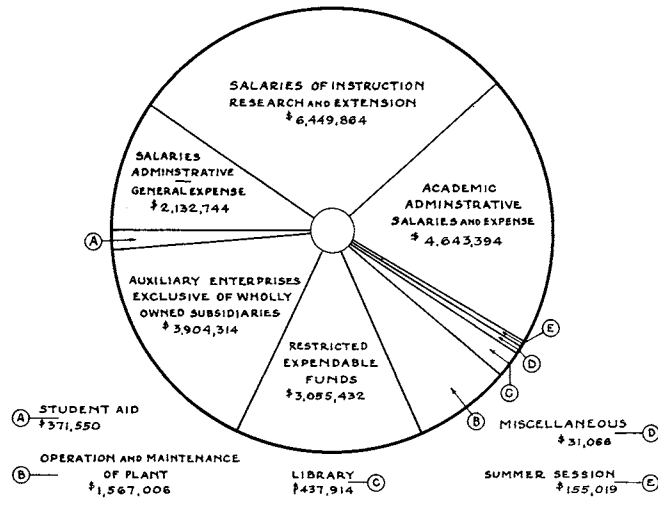 SALARIES OF INSTRUCTION
RESEARCH AND EXTENSION
$6,449,864
SALARIES
ADMINSTRATIVE
GENERAL EXPENSE
$2,132,744
ACADEMIC
ADMINSTRATIVE
SALARIES AND EXPENSE
$4,643,394
A
AUXILIARY ENTERPRISES
EXCLUSIVE OF WHOLLY
OWNED SUBSIDIARIES
$3,904,314
RESTRICTED
EXPENDABLE
FUNDS
$3,055,432
E
D
C
B
A STUDENT AID
$371,550
MISCELLANEOUS D
$31,066
B OPERATION AND MAINTENANCE
OF PLANT
$1,567,006
LIBRARY C
$437,914
SUMMER SESSION E
$155,019